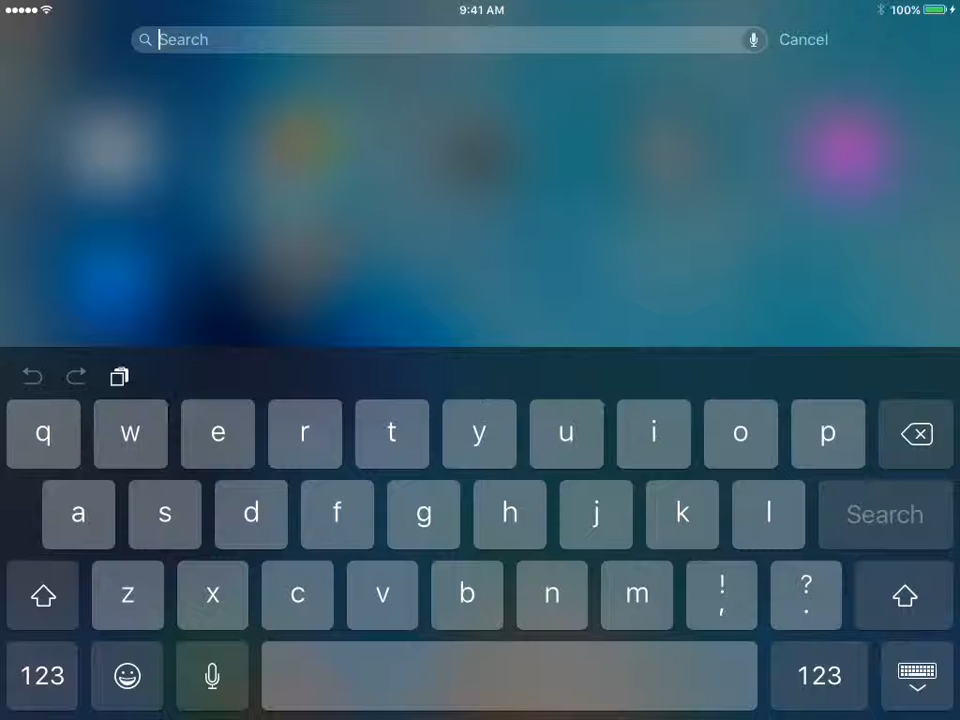 9:41 AM
100%
Search
Cancel
q w e r t y u i o p
a s d f g h j k l Search
z x c v b n m ! , ? .
123 123